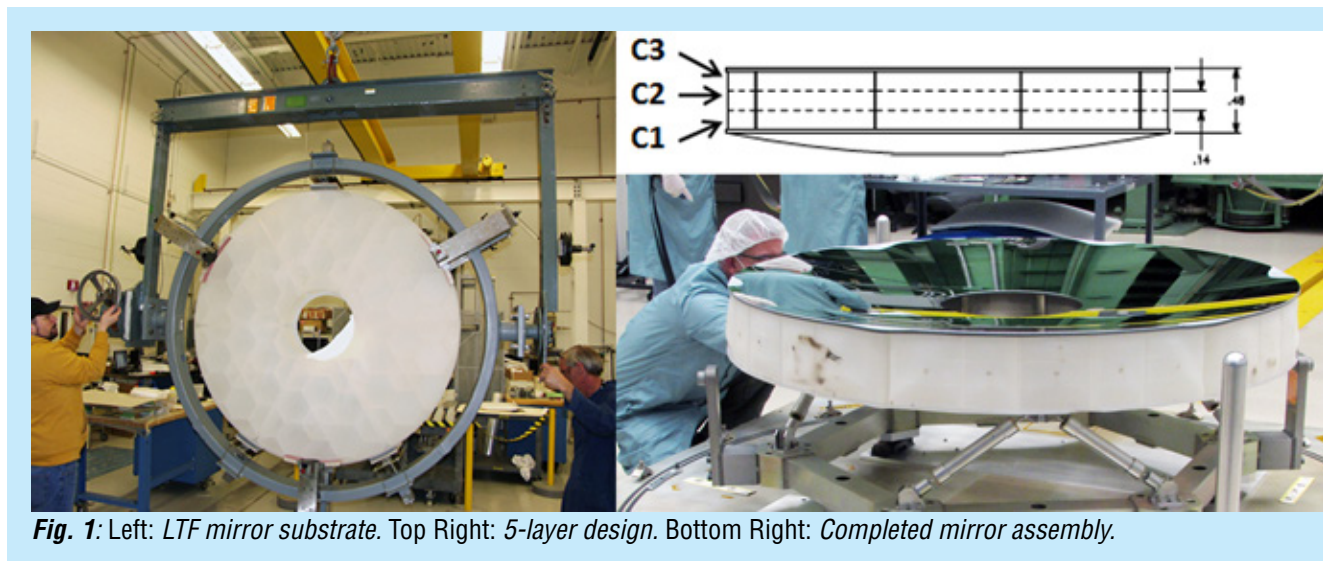 C3
C2
C1
.14
Fig. 1: Left: LTF mirror substrate. Top Right: 5-layer design. Bottom Right: Completed mirror assembly.